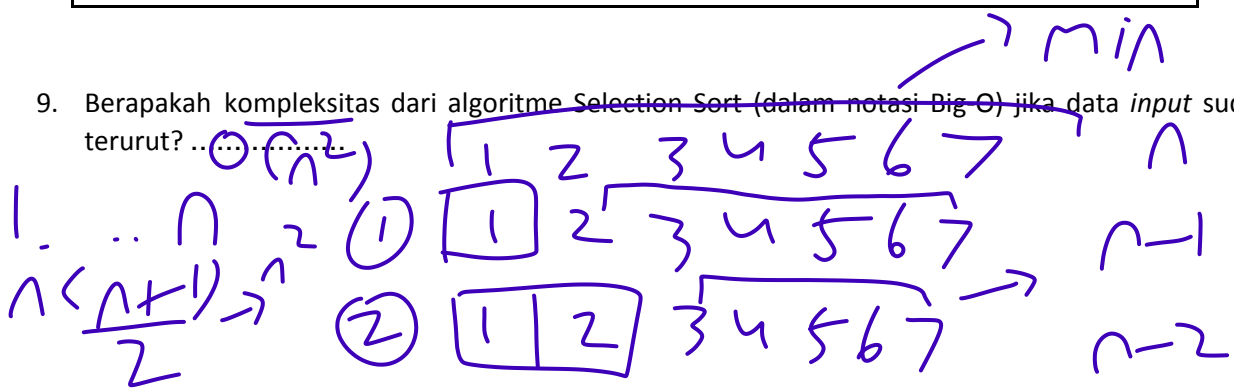 min
9. Berapakah kompleksitas dari algoritme Selection Sort (dalam notasi Big-O) jika data input sud
terurut? .................... O(n²)
1 2 3 4 5 6 7 n
1 . .. n
① 1 2 3 4 5 6 7 n-1
n(n+1) → n²
2
② 1 2 3 4 5 6 7 → n-2